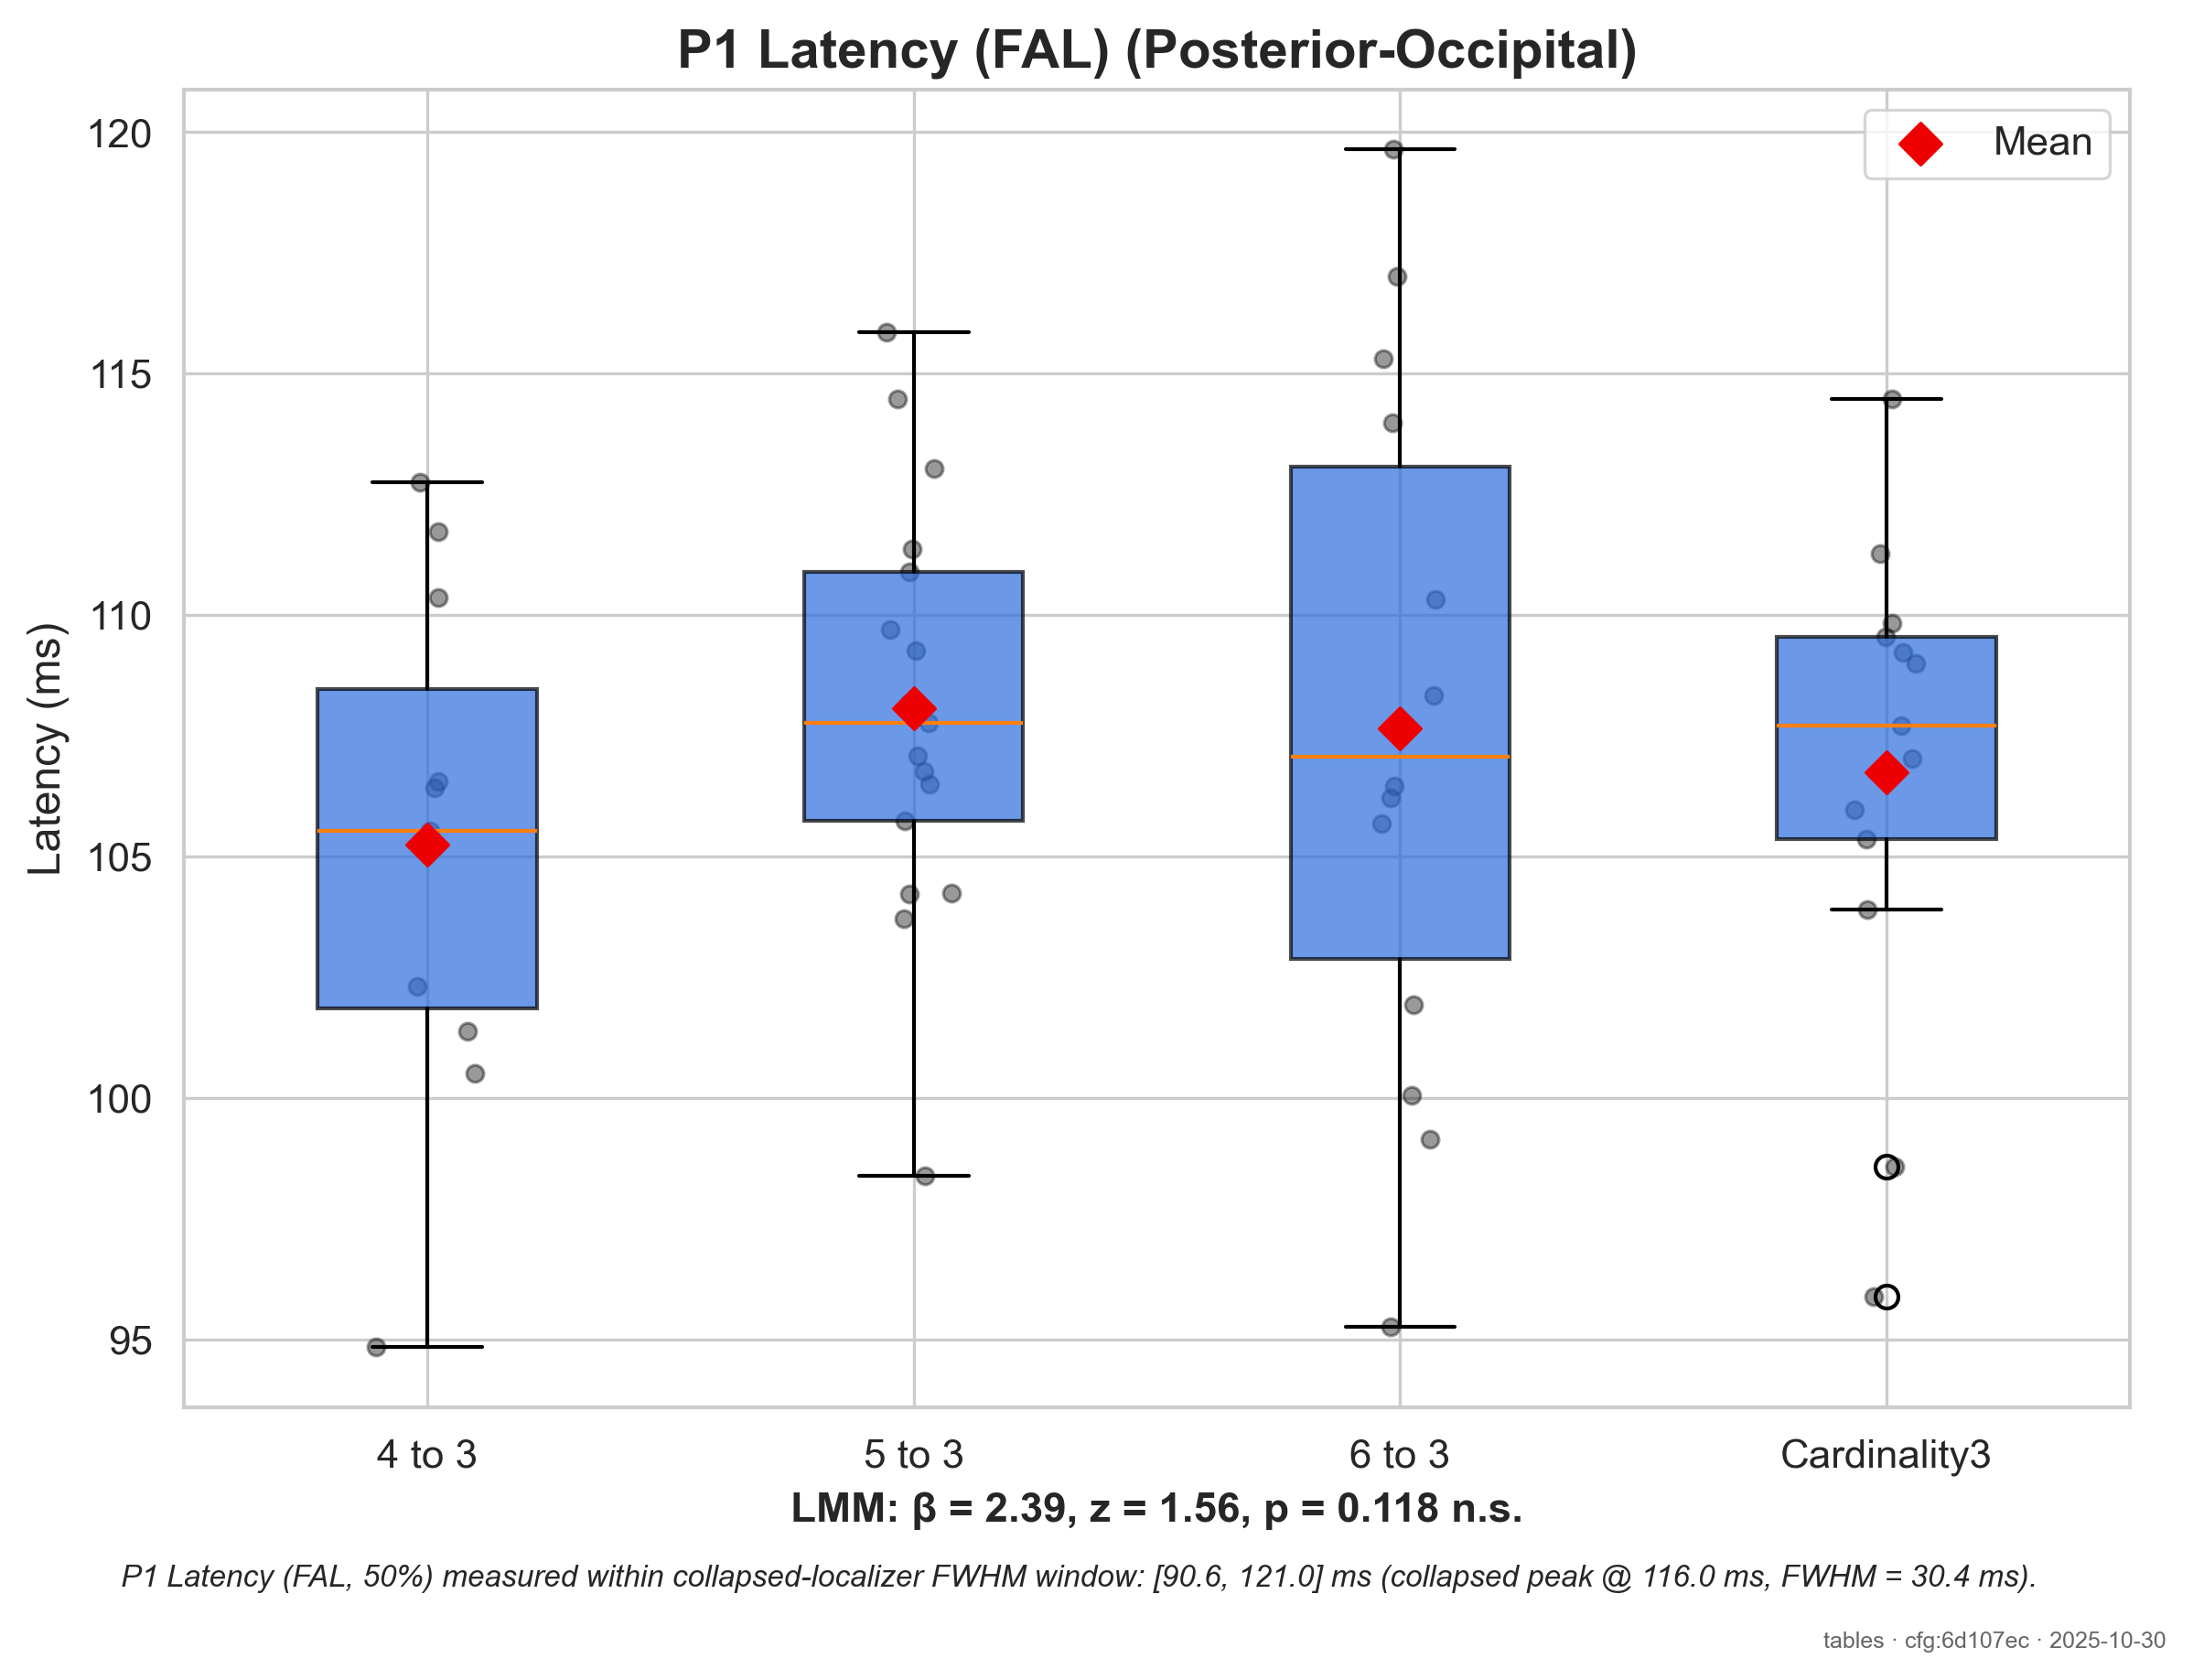 P1 Latency (FAL) (Posterior-Occipital)
Mean
Latency (ms)
120
115
110
105
100
95
4 to 3
5 to 3
6 to 3
Cardinality3
LMM: β = 2.39, z = 1.56, p = 0.118 n.s.
P1 Latency (FAL, 50%) measured within collapsed-localizer FWHM window: [90.6, 121.0] ms (collapsed peak @ 116.0 ms, FWHM = 30.4 ms).
tables · cfg:6d107ec · 2025-10-30